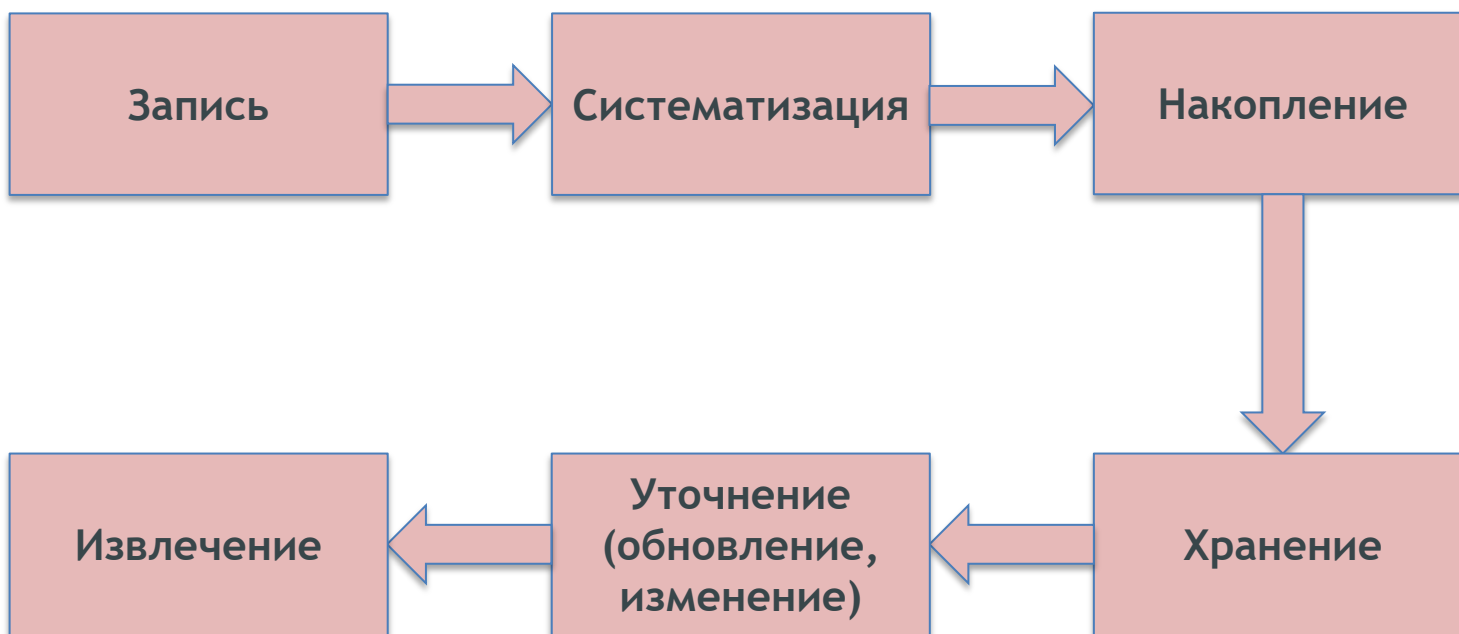 Запись
Систематизация
Накопление
Извлечение
Уточнение
(обновление,
изменение)
Хранение